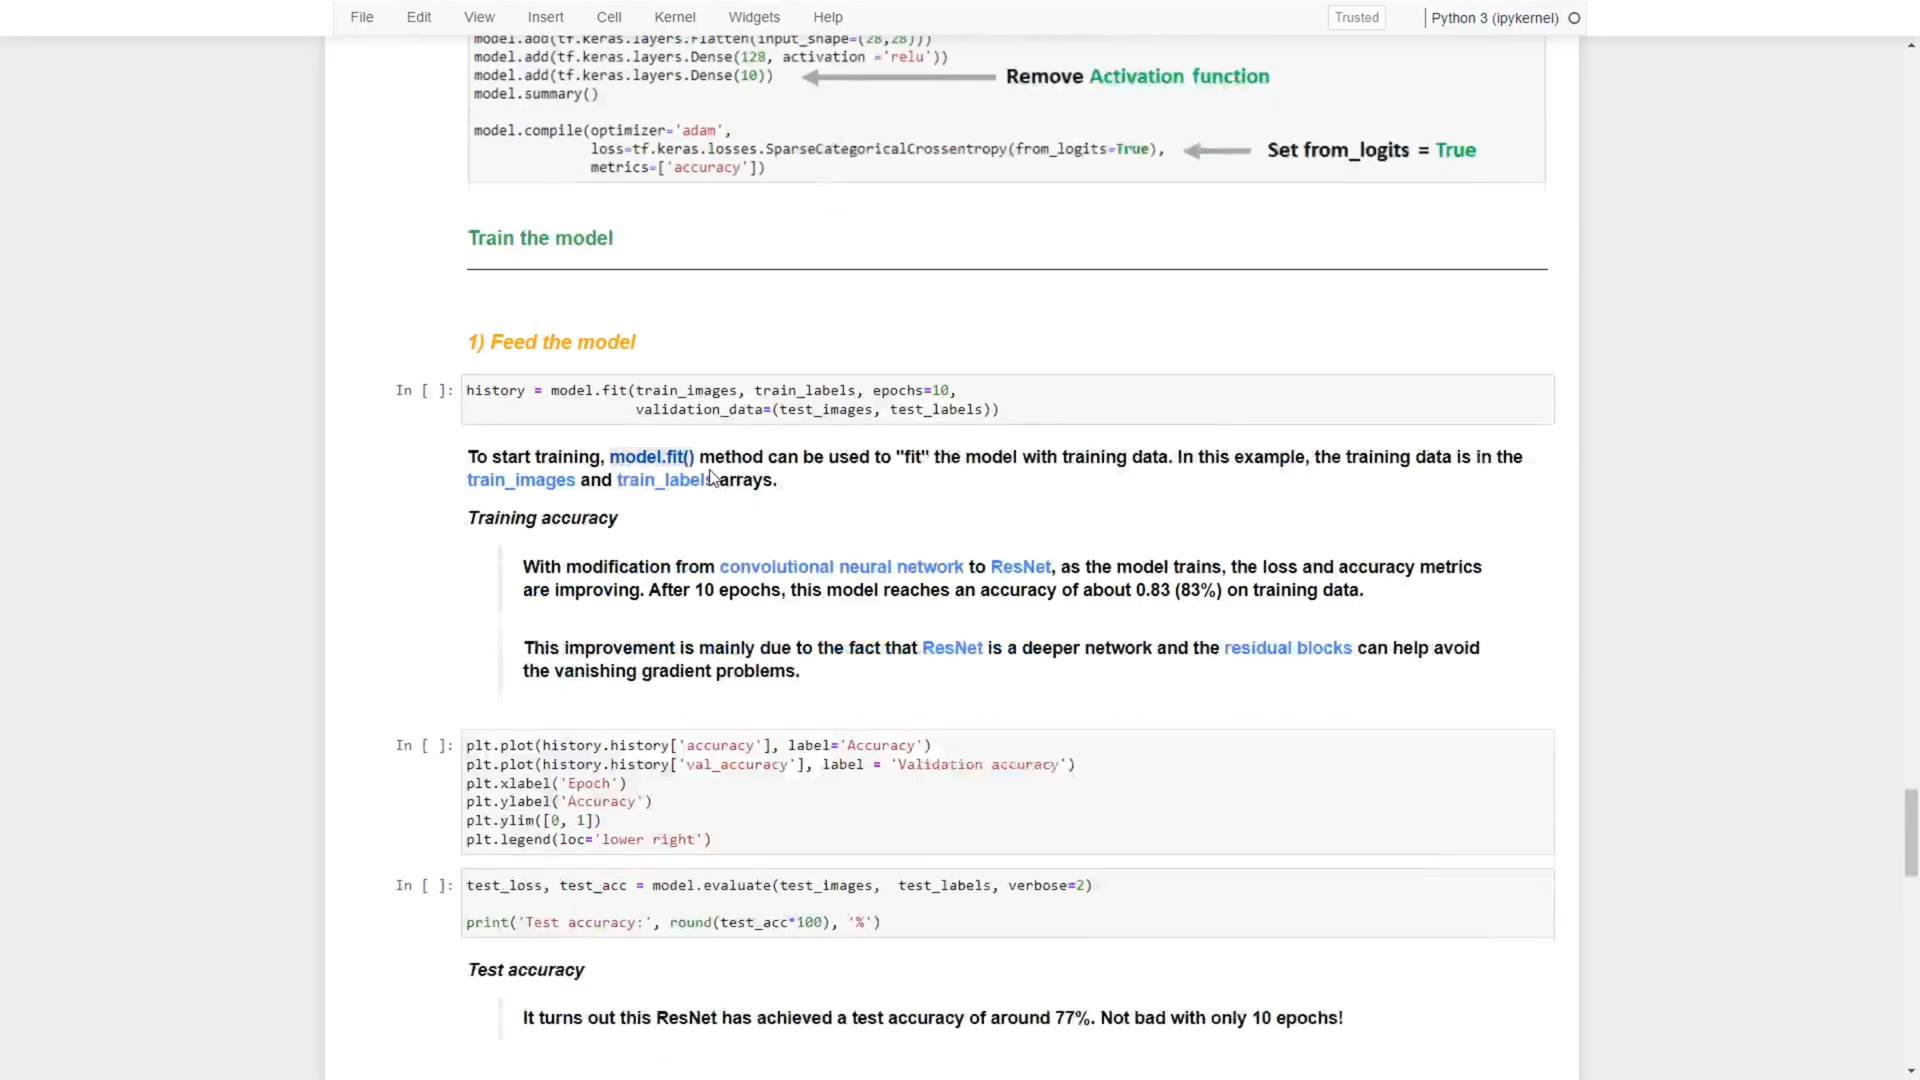 File Edit View Insert Cell Kernel Widgets Help Trusted Python 3 (ipykernel)
model.add(tf.keras.layers.Flatten(input_shape=(28,28)))
model.add(tf.keras.layers.Dense(128, activation ='relu'))
model.add(tf.keras.layers.Dense(10)) Remove Activation function
model.summary()
model.compile(optimizer='adam',
loss=tf.keras.losses.SparseCategoricalCrossentropy(from_logits=True), Set from_logits = True
metrics=['accuracy'])
Train the model
1) Feed the model
In [ ]: history = model.fit(train_images, train_labels, epochs=10,
validation_data=(test_images, test_labels))
To start training, model.fit() method can be used to "fit" the model with training data. In this example, the training data is in the
train_images and train_labels arrays.
Training accuracy
With modification from convolutional neural network to ResNet, as the model trains, the loss and accuracy metrics
are improving. After 10 epochs, this model reaches an accuracy of about 0.83 (83%) on training data.
This improvement is mainly due to the fact that ResNet is a deeper network and the residual blocks can help avoid
the vanishing gradient problems.
In [ ]: plt.plot(history.history['accuracy'], label='Accuracy')
plt.plot(history.history['val_accuracy'], label = 'Validation accuracy')
plt.xlabel('Epoch')
plt.ylabel('Accuracy')
plt.ylim([0, 1])
plt.legend(loc='lower right')
In [ ]: test_loss, test_acc = model.evaluate(test_images,  test_labels, verbose=2)
print('Test accuracy:', round(test_acc*100), '%')
Test accuracy
It turns out this ResNet has achieved a test accuracy of around 77%. Not bad with only 10 epochs!